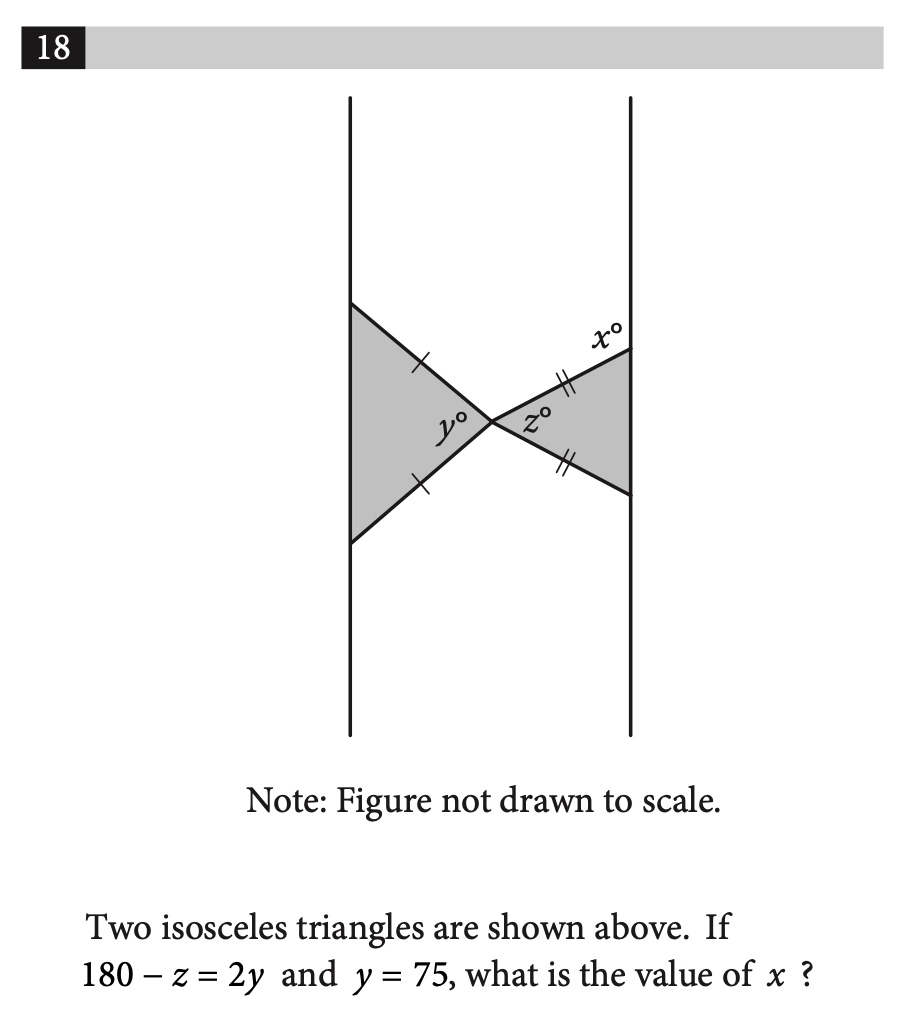 18
x°
y°
z°
Note: Figure not drawn to scale.
Two isosceles triangles are shown above. If
180 – z = 2y and y = 75, what is the value of x ?